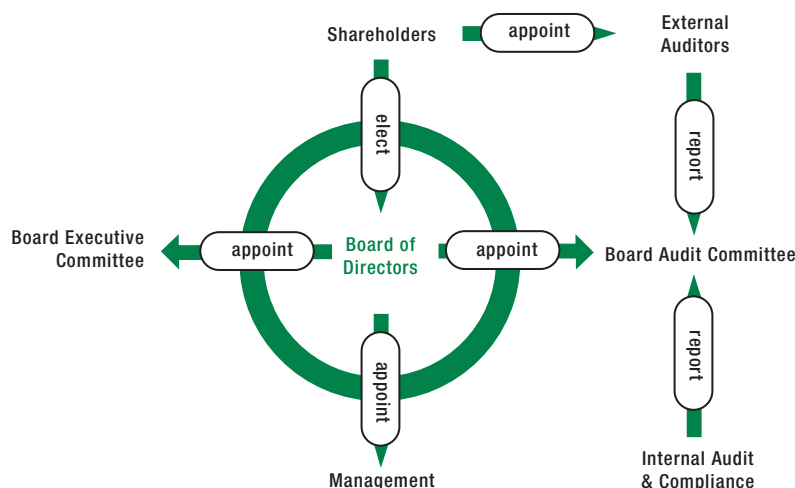 Shareholders
appoint
External
Auditors
elect
report
Board Executive
Committee
appoint
Board of
Directors
appoint
Board Audit Committee
appoint
report
Management
Internal Audit
& Compliance